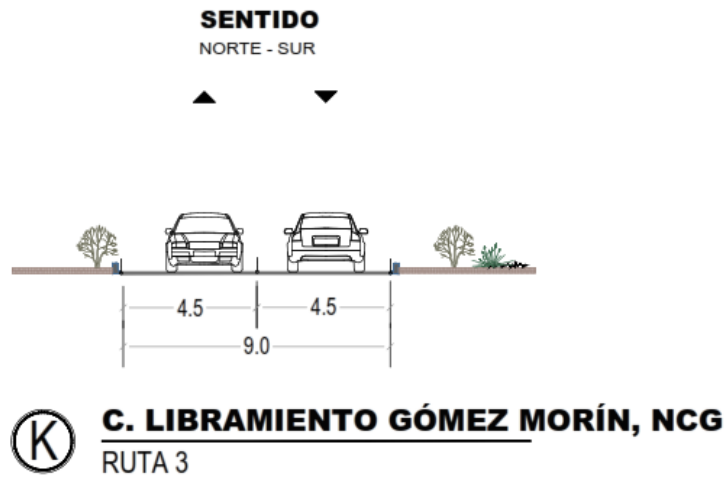 SENTIDO
NORTE - SUR
4.5
4.5
9.0
K
C. LIBRAMIENTO GÓMEZ MORÍN, NCG
RUTA 3